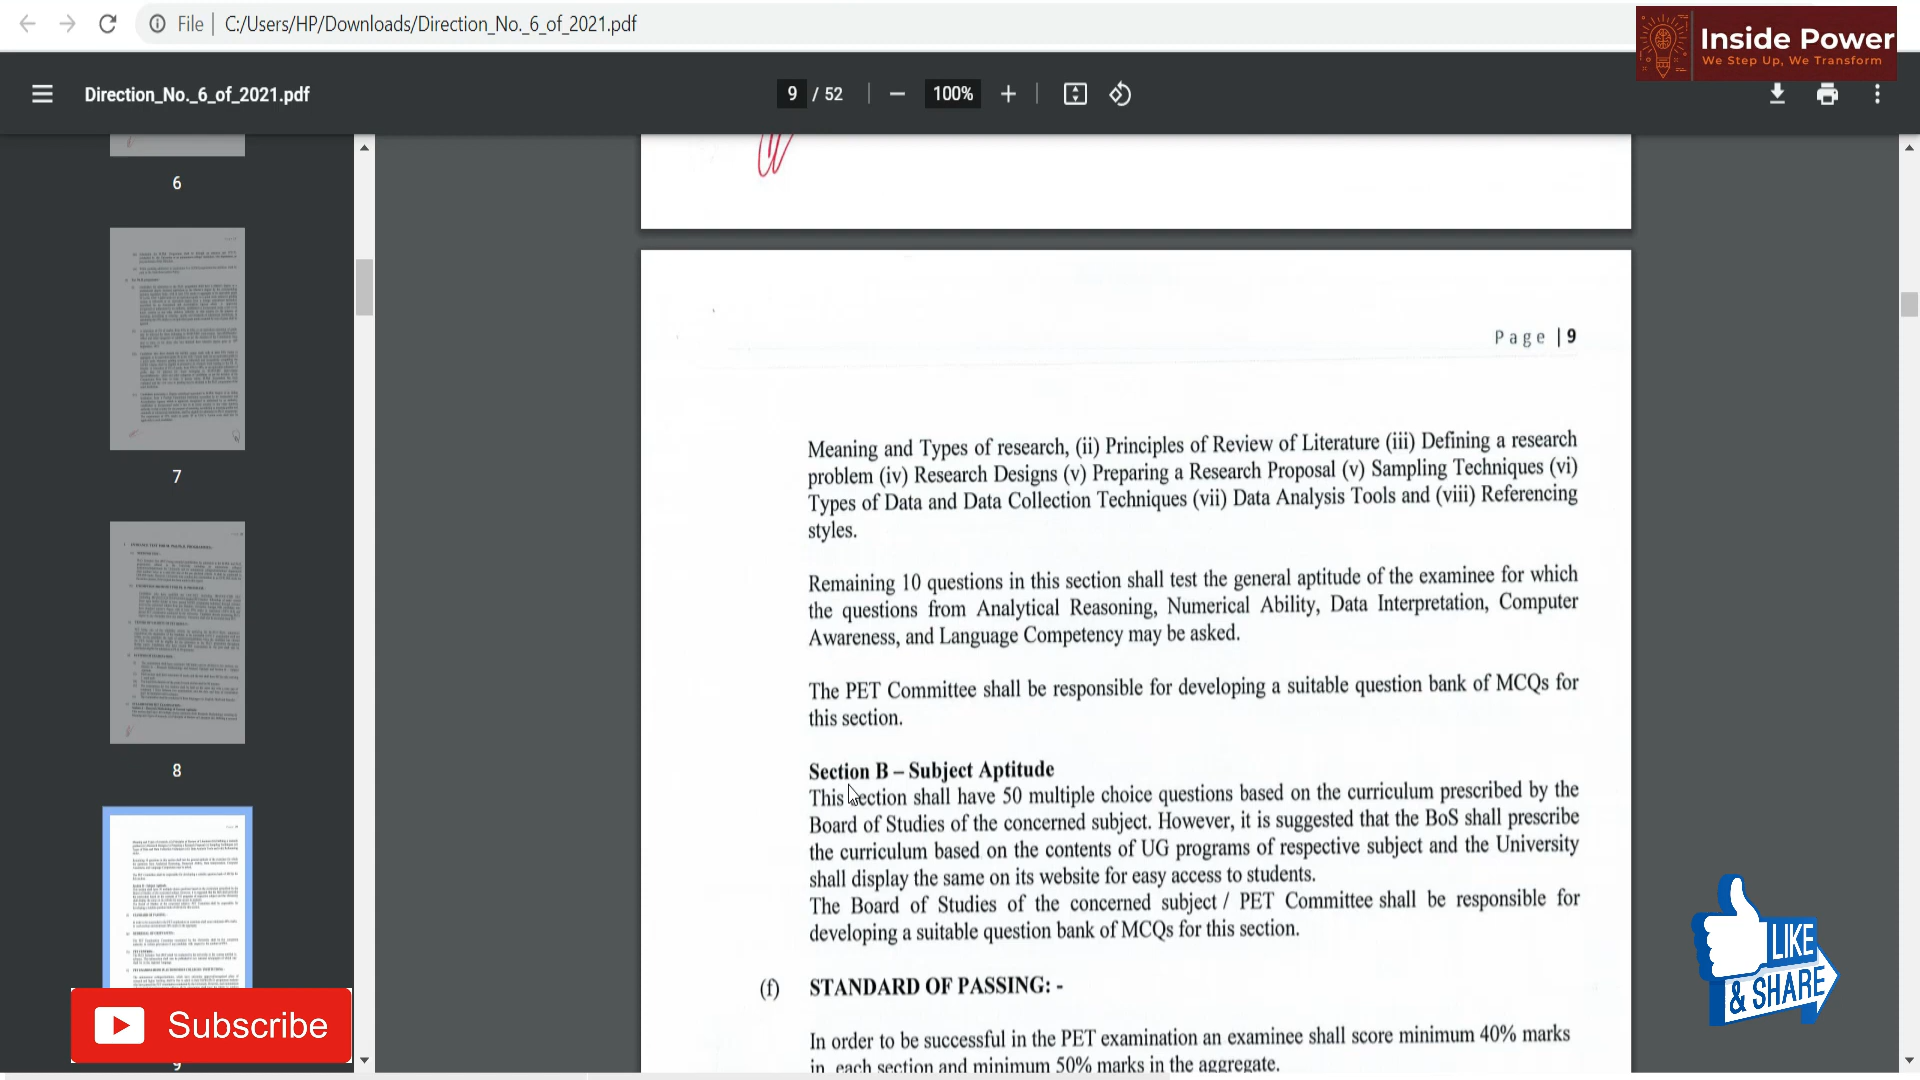 File | C:/Users/HP/Downloads/Direction_No._6_of_2021.pdf
Inside Power
We Step Up, We Transform
Direction_No._6_of_2021.pdf
9 / 52
100%
6
7
8
9
Page | 9
Meaning and Types of research, (ii) Principles of Review of Literature (iii) Defining a research
problem (iv) Research Designs (v) Preparing a Research Proposal (v) Sampling Techniques (vi)
Types of Data and Data Collection Techniques (vii) Data Analysis Tools and (viii) Referencing
styles.
Remaining 10 questions in this section shall test the general aptitude of the examinee for which
the questions from Analytical Reasoning, Numerical Ability, Data Interpretation, Computer
Awareness, and Language Competency may be asked.
The PET Committee shall be responsible for developing a suitable question bank of MCQs for
this section.
Section B – Subject Aptitude
This section shall have 50 multiple choice questions based on the curriculum prescribed by the
Board of Studies of the concerned subject. However, it is suggested that the BoS shall prescribe
the curriculum based on the contents of UG programs of respective subject and the University
shall display the same on its website for easy access to students.
The Board of Studies of the concerned subject / PET Committee shall be responsible for
developing a suitable question bank of MCQs for this section.
(f) STANDARD OF PASSING: -
In order to be successful in the PET examination an examinee shall score minimum 40% marks
in each section and minimum 50% marks in the aggregate.
Subscribe
LIKE
& SHARE